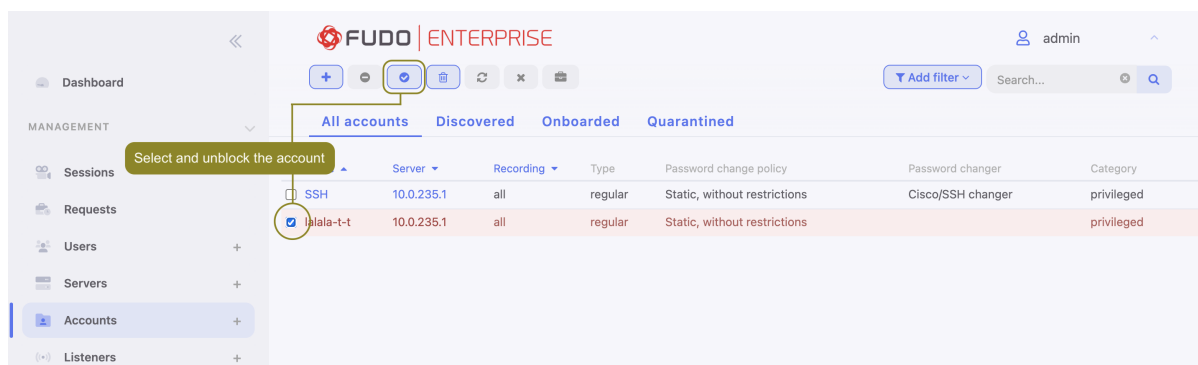 FUDO ENTERPRISE
admin
Dashboard
Add filter
Search...
MANAGEMENT
All accounts Discovered Onboarded Quarantined
Select and unblock the account
Server Recording Type Password change policy Password changer Category
Sessions
SSH 10.0.235.1 all regular Static, without restrictions Cisco/SSH changer privileged
Requests
lalala-t-t 10.0.235.1 all regular Static, without restrictions privileged
Users
Servers
Accounts
Listeners